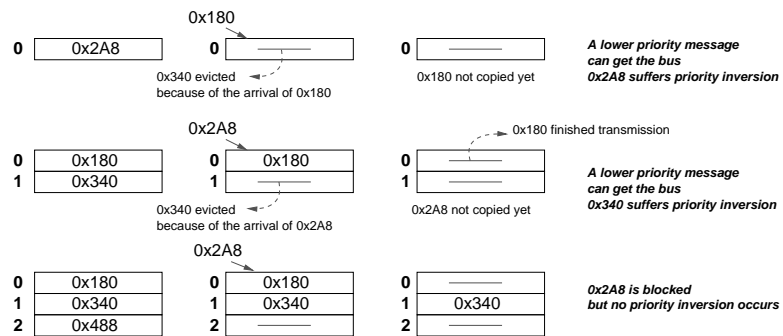 0x180
0 0x2A8 0 0
0x340 evicted
because of the arrival of 0x180
0x180 not copied yet
A lower priority message
can get the bus
0x2A8 suffers priority inversion
0x2A8
0x180 finished transmission
0 0x180 0 0x180 0
1 0x340 1 1
0x340 evicted
because of the arrival of 0x2A8
0x2A8 not copied yet
A lower priority message
can get the bus
0x340 suffers priority inversion
0x2A8
0 0x180 0 0x180 0
1 0x340 1 0x340 1 0x340
2 0x488 2 2
0x2A8 is blocked
but no priority inversion occurs